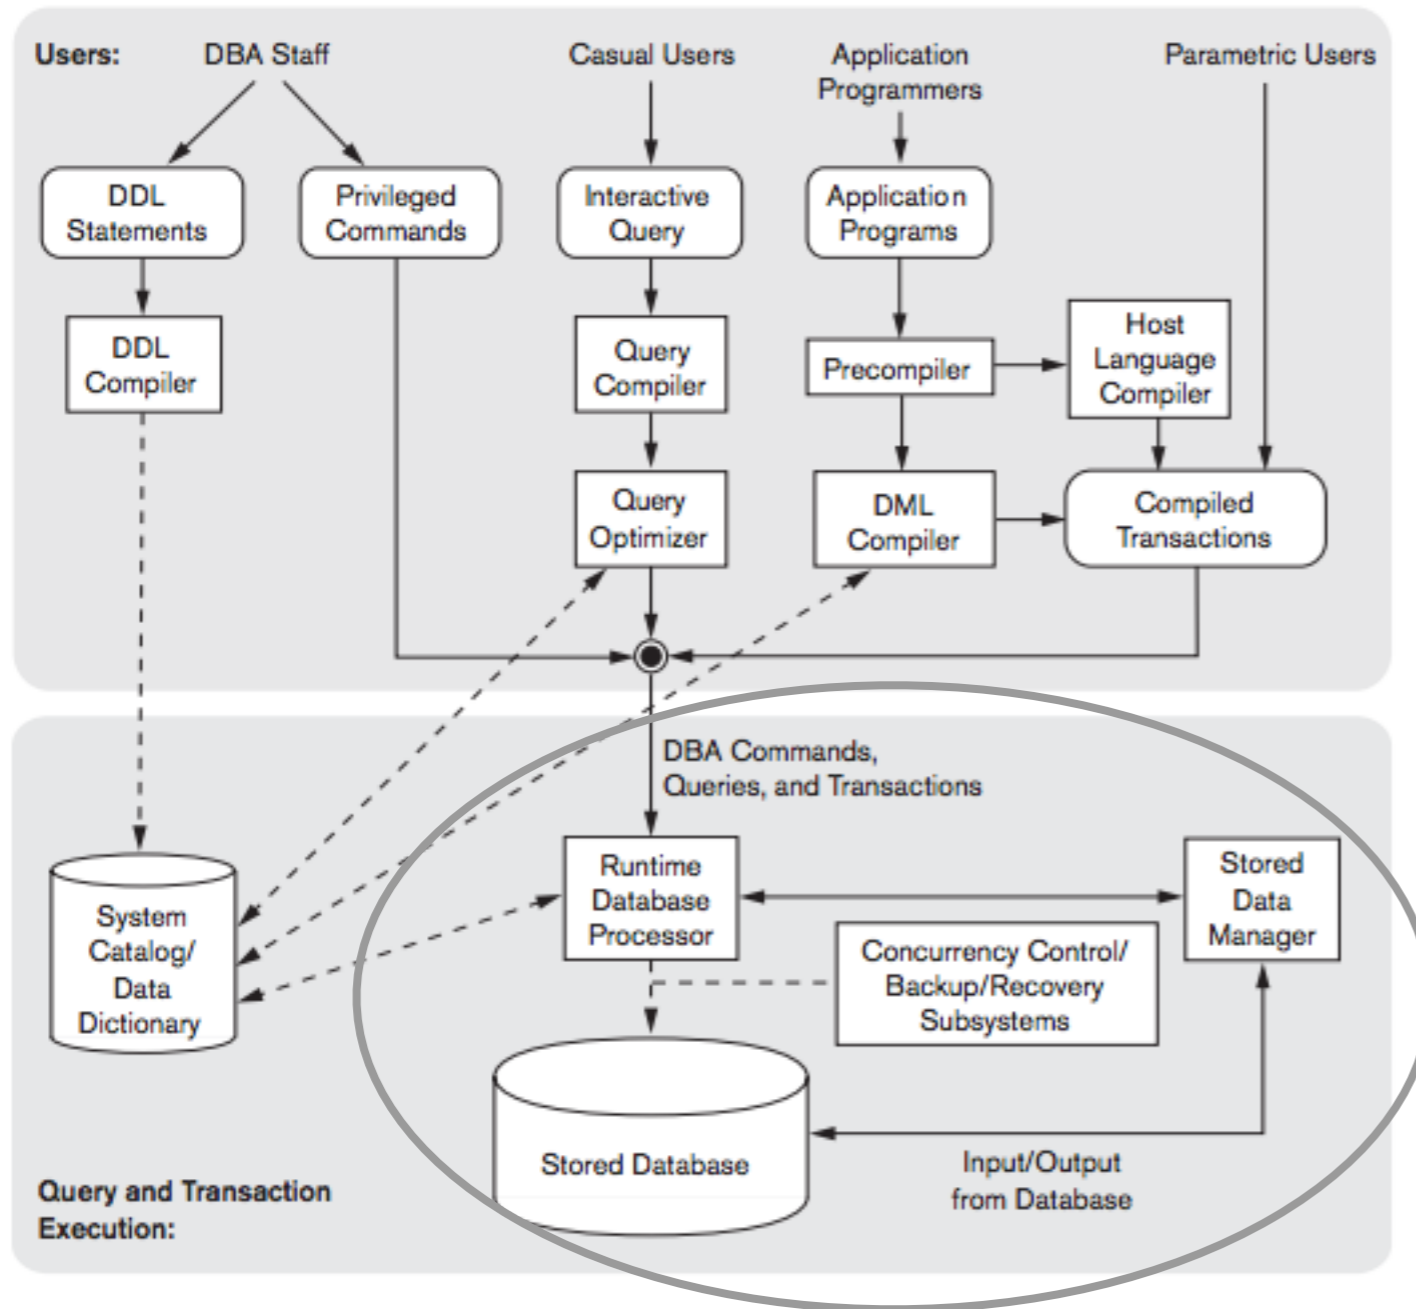 Users:
DBA Staff
Casual Users
Application
Programmers
Parametric Users
DDL
Statements
Privileged
Commands
Interactive
Query
Application
Programs
DDL
Compiler
Query
Compiler
Precompiler
Host
Language
Compiler
Query
Optimizer
DML
Compiler
Compiled
Transactions
DBA Commands,
Queries, and Transactions
System
Catalog/
Data
Dictionary
Runtime
Database
Processor
Stored
Data
Manager
Concurrency Control/
Backup/Recovery
Subsystems
Stored Database
Input/Output
from Database
Query and Transaction
Execution: